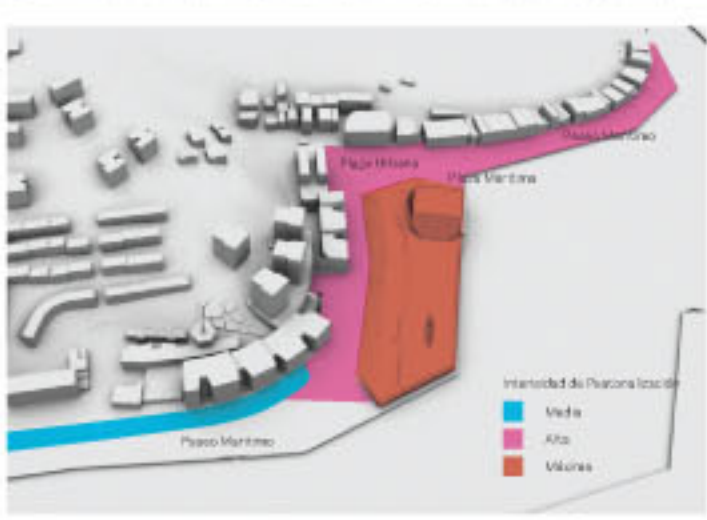 Paseo Marítimo
Playa Urbana
Plaza Marítima
Intensidad de Peatonalización
Media
Alta
Máxima
Paseo Marítimo